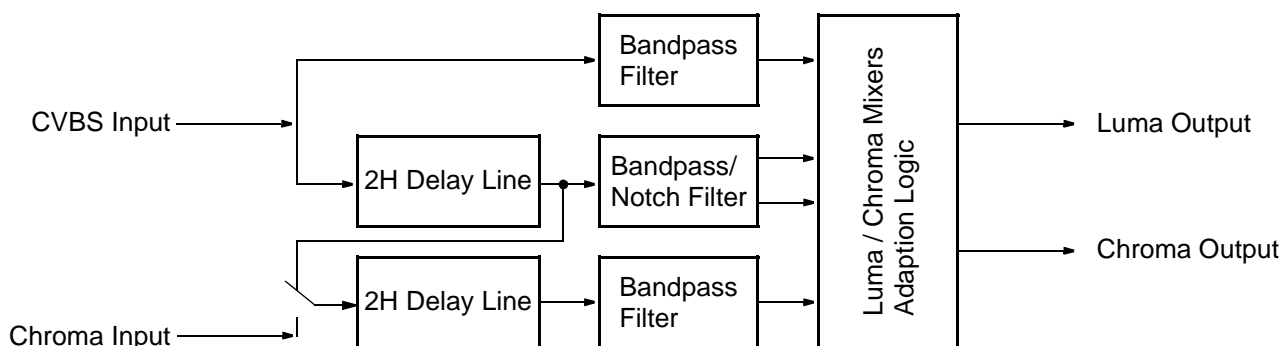 Bandpass
Filter
CVBS Input
2H Delay Line
Bandpass/
Notch Filter
Luma / Chroma Mixers
Adaption Logic
Luma Output
Chroma Output
2H Delay Line
Bandpass
Filter
Chroma Input